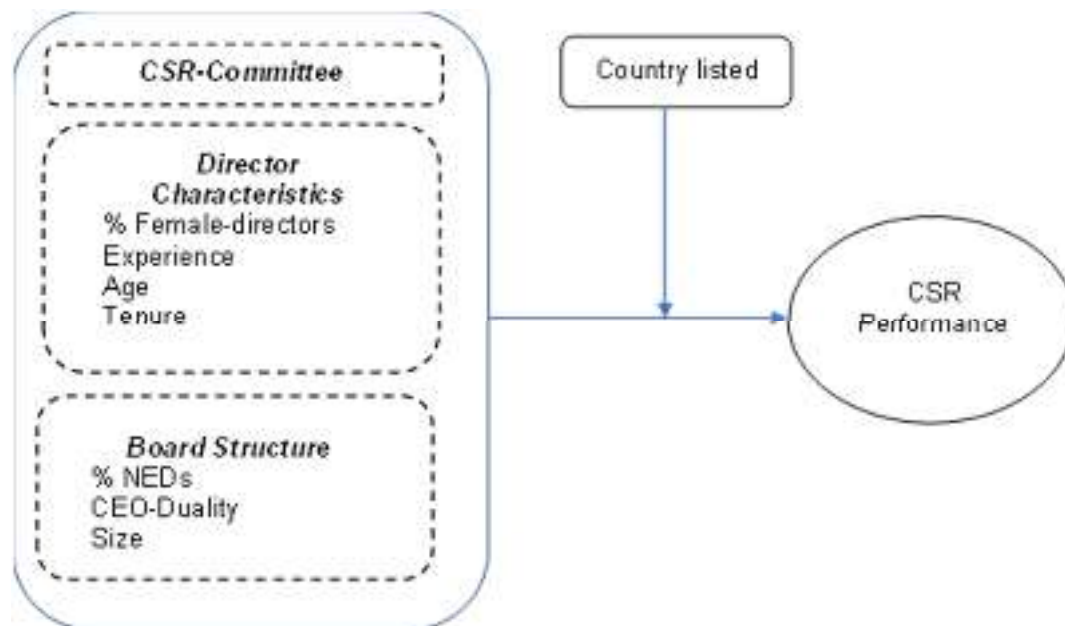 CSR-Committee
Country listed
Director
Characteristics
% Female-directors
Experience
Age
Tenure
CSR
Performance
Board Structure
% NEDs
CEO-Duality
Size